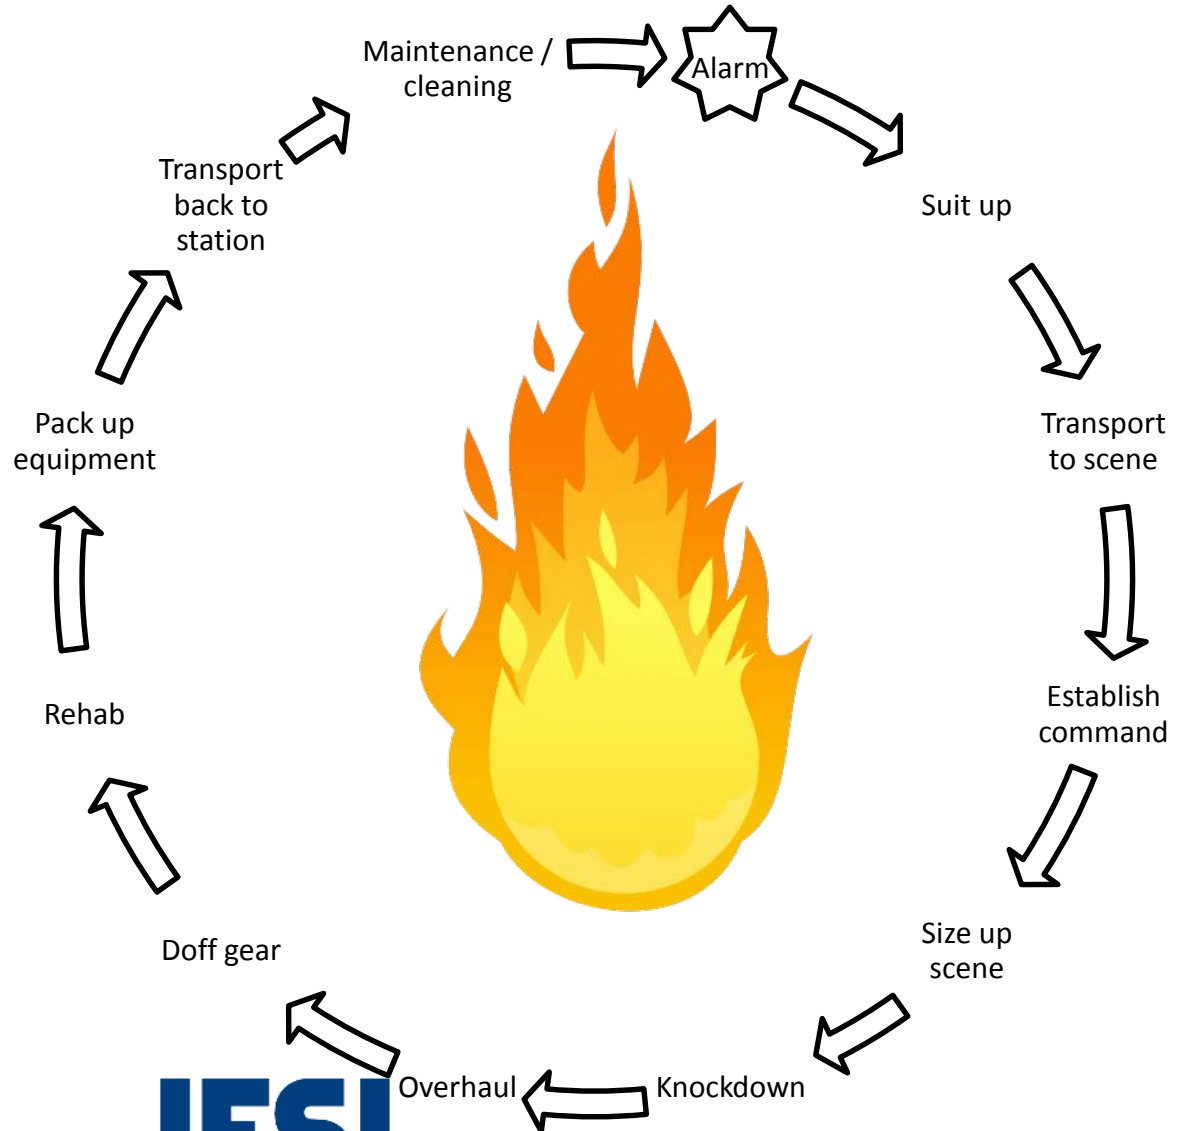 Maintenance /
cleaning
Alarm
Suit up
Transport
to scene
Establish
command
Size up
scene
Knockdown
Overhaul
Doff gear
Rehab
Pack up
equipment
Transport
back to
station
IFSI